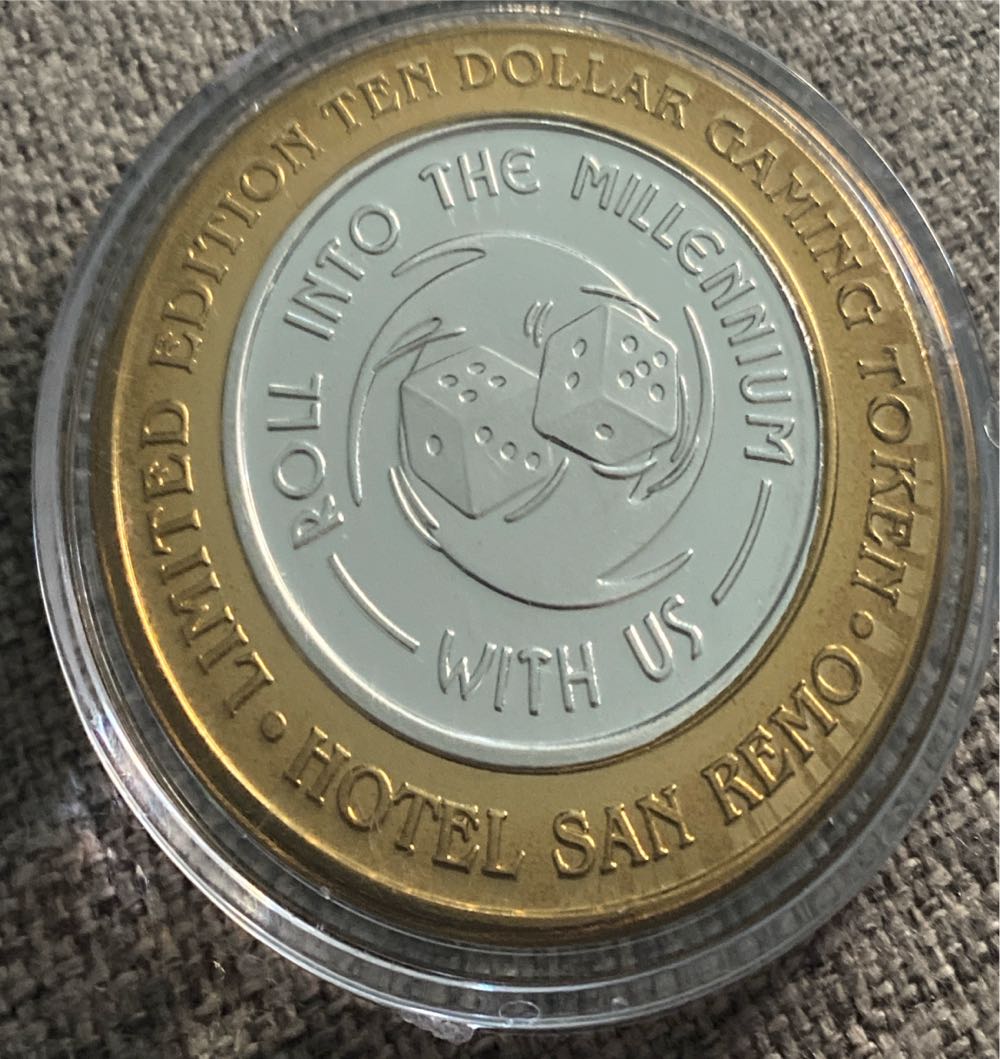 LIMITED EDITION TEN DOLLAR GAMING TOKEN
• HOTEL SAN REMO •
ROLL INTO THE MILLENNIUM
WITH US